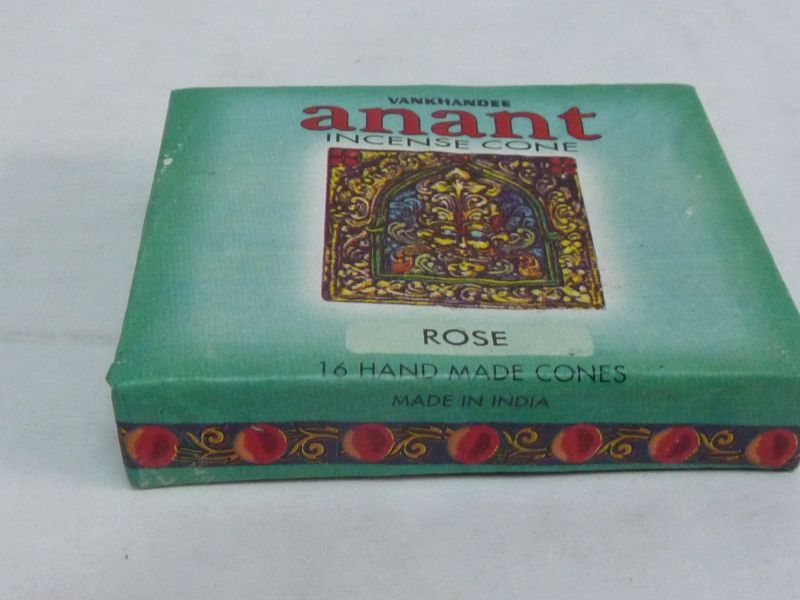 VANKHANDEE
anant
INCENSE CONE
ROSE
16 HAND MADE CONES
MADE IN INDIA